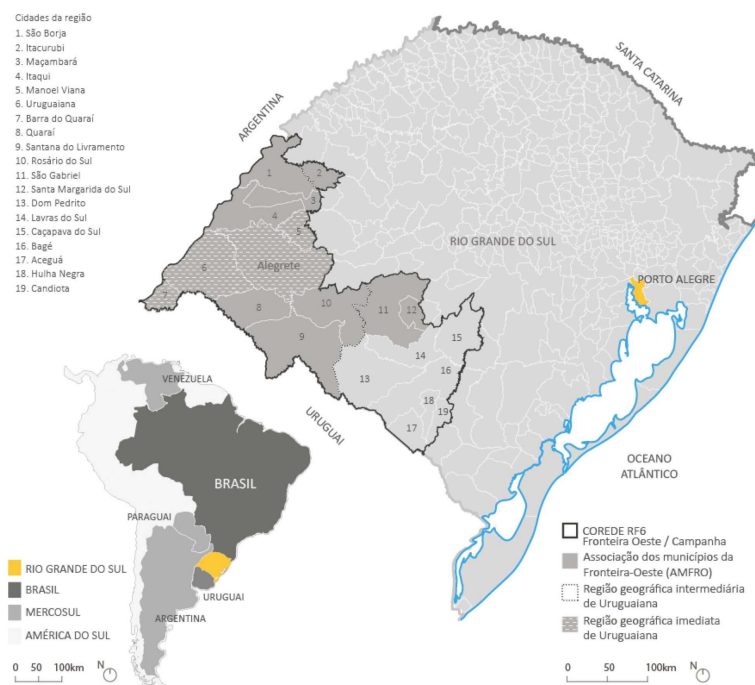 Cidades da região
1. São Borja
2. Itacurubi
3. Maçambará
4. Itaqui
5. Manoel Viana
6. Uruguaiana
7. Barra do Quaraí
8. Quaraí
9. Santana do Livramento
10. Rosário do Sul
11. São Gabriel
12. Santa Margarida do Sul
13. Dom Pedrito
14. Lavras do Sul
15. Caçapava do Sul
16. Bagé
17. Aceguá
18. Hulha Negra
19. Candiota
SANTA CATARINA
ARGENTINA
1
2
3
4
5
RIO GRANDE DO SUL
6
Alegrete
PORTO ALEGRE
7
8
10
11
12
9
15
14
13
16
18
19
17
URUGUAI
OCEANO
ATLÂNTICO
VENEZUELA
BRASIL
PARAGUAI
URUGUAI
ARGENTINA
RIO GRANDE DO SUL
BRASIL
MERCOSUL
AMÉRICA DO SUL
0 50 100km N
COREDE RF6
Fronteira Oeste / Campanha
Associação dos municípios da
Fronteira-Oeste (AMFRO)
Região geográfica intermediária
de Uruguaiana
Região geográfica imediata
de Uruguaiana
0 50 100km N